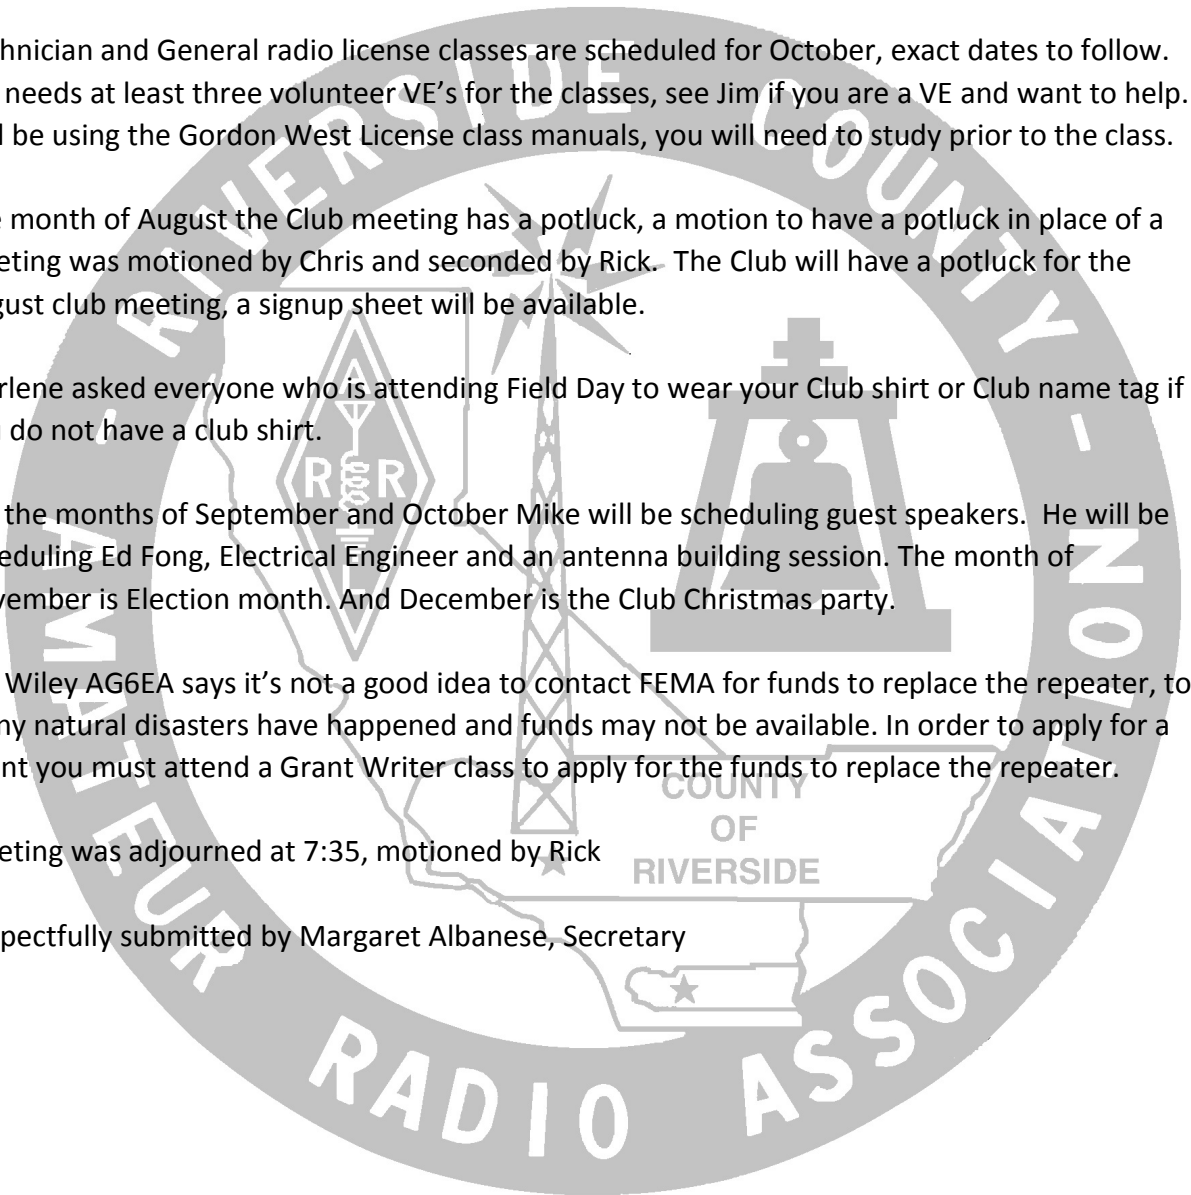 hnician and General radio license classes are scheduled for October, exact dates to follow.
needs at least three volunteer VE's for the classes, see Jim if you are a VE and want to help.
l be using the Gordon West License class manuals, you will need to study prior to the class.
e month of August the Club meeting has a potluck, a motion to have a potluck in place of a
eting was motioned by Chris and seconded by Rick.  The Club will have a potluck for the
gust club meeting, a signup sheet will be available.
rlene asked everyone who is attending Field Day to wear your Club shirt or Club name tag if
u do not have a club shirt.
the months of September and October Mike will be scheduling guest speakers.  He will be
eduling Ed Fong, Electrical Engineer and an antenna building session. The month of
vember is Election month. And December is the Club Christmas party.
Wiley AG6EA says it's not a good idea to contact FEMA for funds to replace the repeater, to
ny natural disasters have happened and funds may not be available. In order to apply for a
nt you must attend a Grant Writer class to apply for the funds to replace the repeater.
eting was adjourned at 7:35, motioned by Rick
pectfully submitted by Margaret Albanese, Secretary
- RIVERSIDE COUNTY -
AMATEUR RADIO ASSOCIATION
A
R R
L
COUNTY
OF
RIVERSIDE